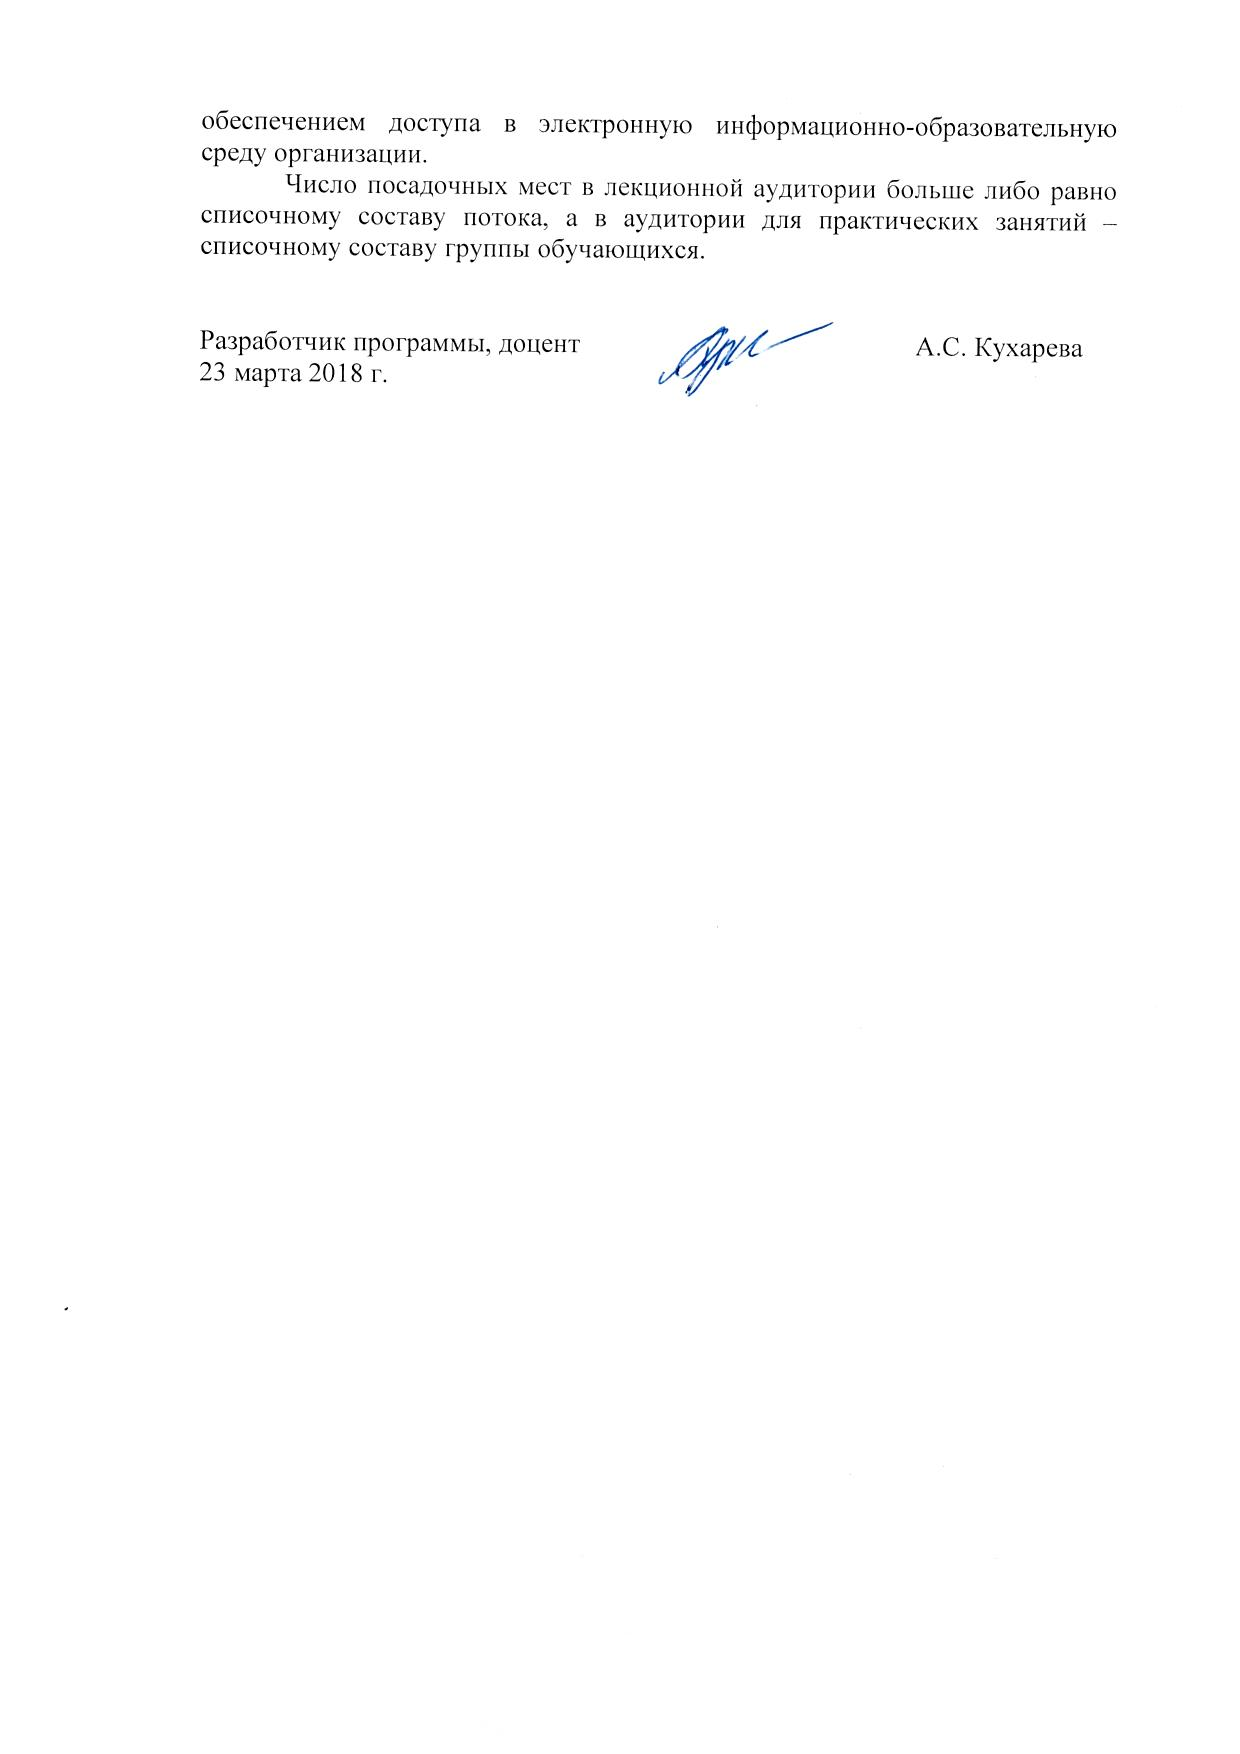 обеспечением доступа в электронную информационно-образовательную
среду организации.
Число посадочных мест в лекционной аудитории больше либо равно
списочному составу потока, а в аудитории для практических занятий –
списочному составу группы обучающихся.
Разработчик программы, доцент А.С. Кухарева
23 марта 2018 г.